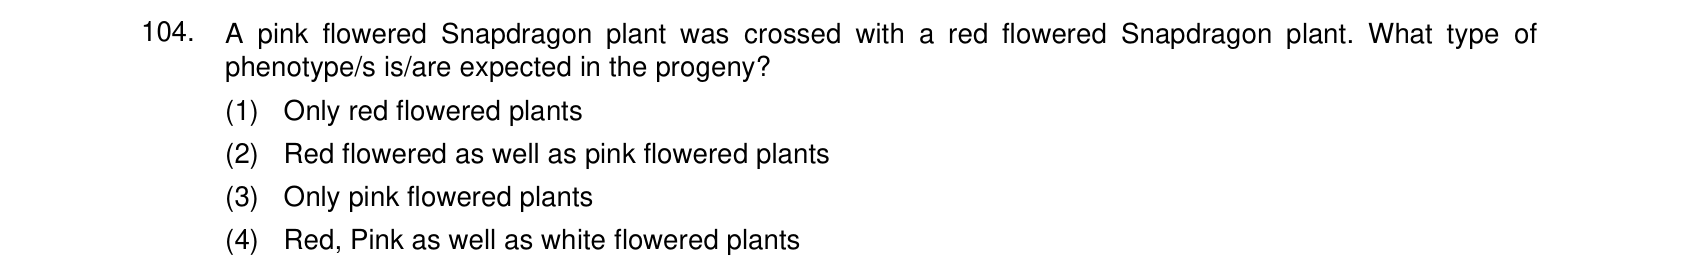 104. A pink flowered Snapdragon plant was crossed with a red flowered Snapdragon plant. What type of
phenotype/s is/are expected in the progeny?
(1) Only red flowered plants
(2) Red flowered as well as pink flowered plants
(3) Only pink flowered plants
(4) Red, Pink as well as white flowered plants